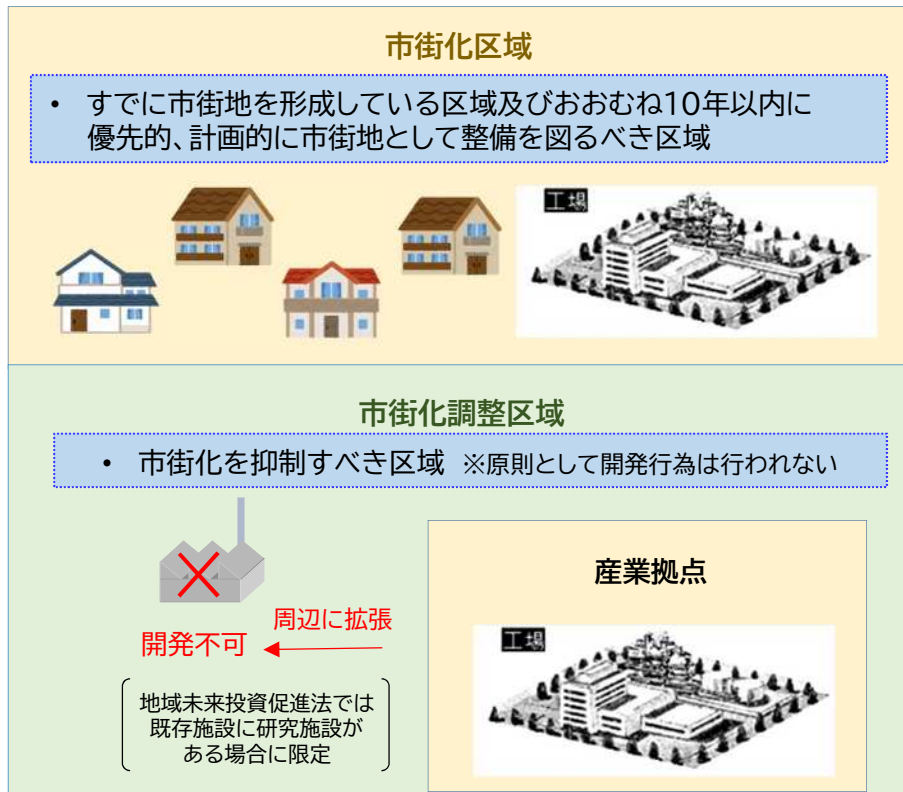 市街化区域
• すでに市街地を形成している区域及びおおむね10年以内に
優先的、計画的に市街地として整備を図るべき区域
工場
市街化調整区域
• 市街化を抑制すべき区域 ※原則として開発行為は行われない
産業拠点
周辺に拡張
開発不可
工場
地域未来投資促進法では
既存施設に研究施設が
ある場合に限定